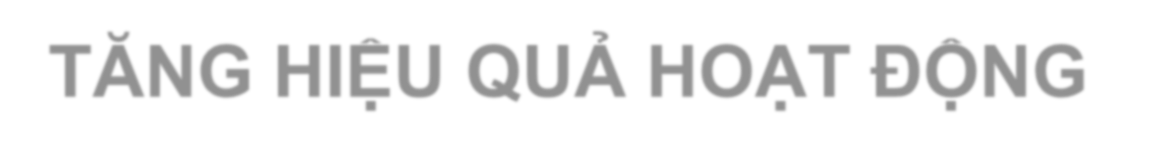 TĂNG HIỆU QUẢ HOẠT ĐỘNG